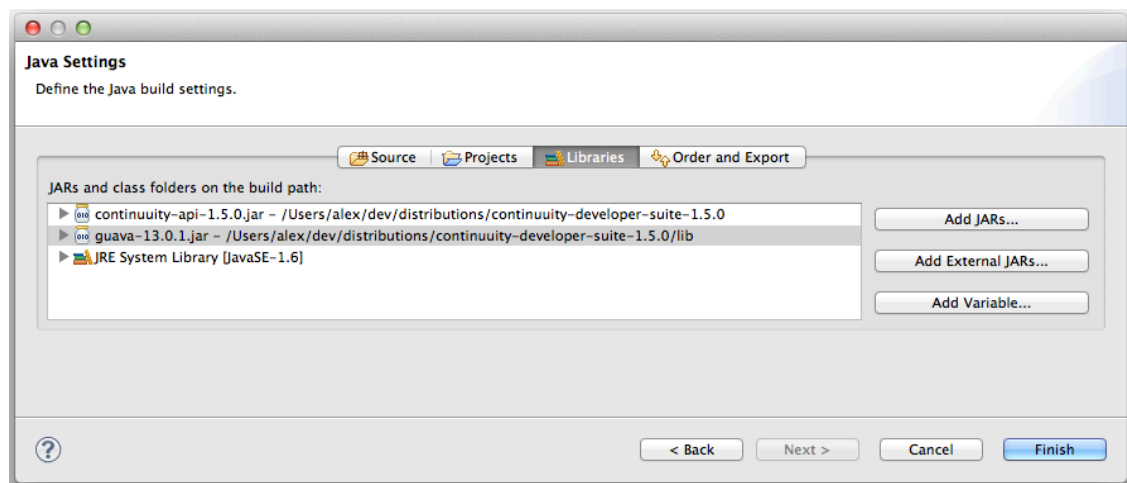 Java Settings
Define the Java build settings.
Source Projects Libraries Order and Export
JARs and class folders on the build path:
continuuity-api-1.5.0.jar – /Users/alex/dev/distributions/continuuity-developer-suite-1.5.0
guava-13.0.1.jar – /Users/alex/dev/distributions/continuuity-developer-suite-1.5.0/lib
JRE System Library [JavaSE-1.6]
Add JARs...
Add External JARs...
Add Variable...
?
< Back Next > Cancel Finish